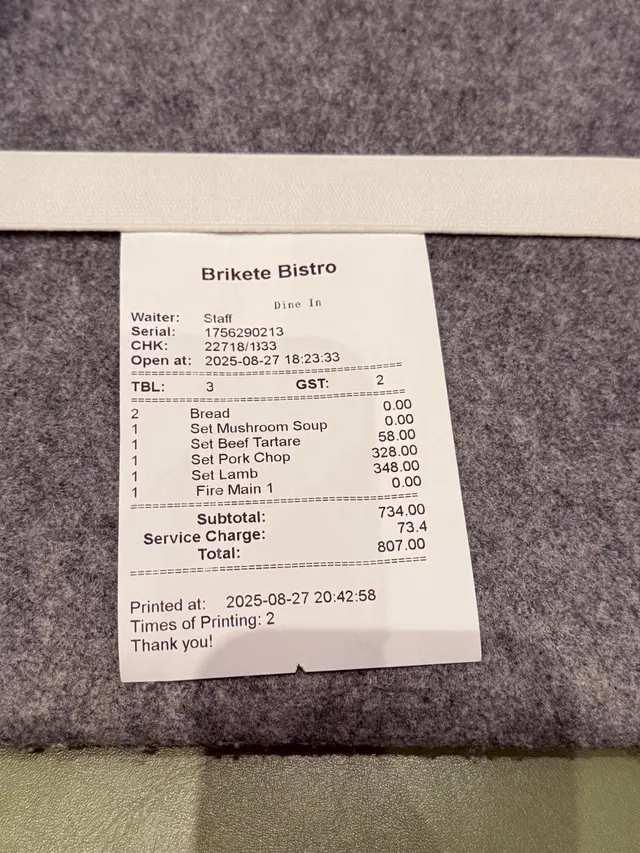 Brikete Bistro
Dine In
Waiter: Staff
Serial: 1756290213
CHK: 22718/1333
Open at: 2025-08-27 18:23:33
TBL: 3 GST: 2
2 Bread 0.00
1 Set Mushroom Soup 0.00
1 Set Beef Tartare 58.00
1 Set Pork Chop 328.00
1 Set Lamb 348.00
1 Fire Main 1 0.00
Subtotal: 734.00
Service Charge: 73.4
Total: 807.00
Printed at: 2025-08-27 20:42:58
Times of Printing: 2
Thank you!